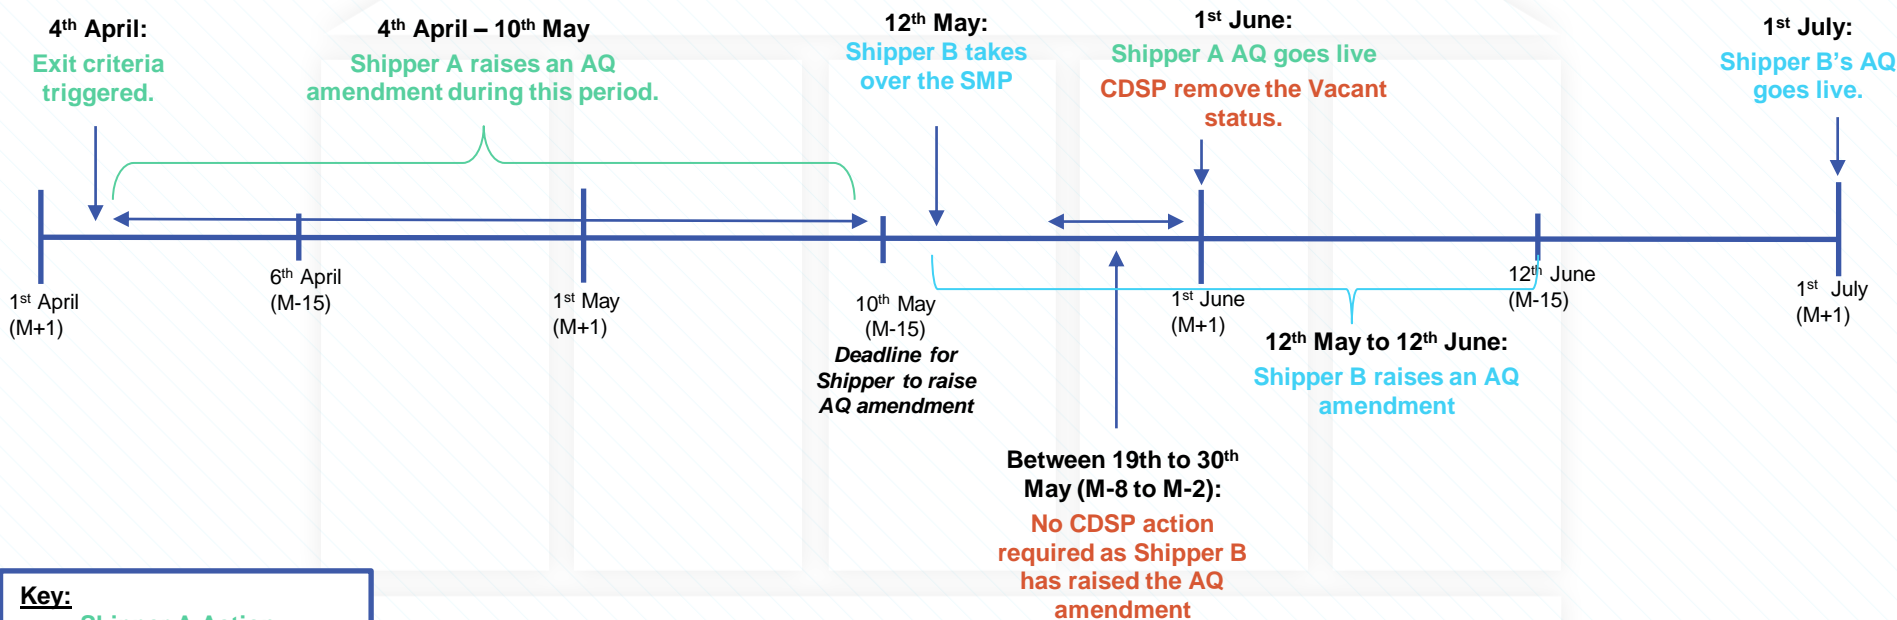 4th April:
Exit criteria
triggered.
4th April – 10th May
Shipper A raises an AQ
amendment during this period.
12th May:
Shipper B takes
over the SMP
1st June:
Shipper A AQ goes live
CDSP remove the Vacant
status.
1st July:
Shipper B's AQ
goes live.
1st April
(M+1)
6th April
(M-15)
1st May
(M+1)
10th May
(M-15)
Deadline for
Shipper to raise
AQ amendment
1st June
(M+1)
12th June
(M-15)
1st July
(M+1)
12th May to 12th June:
Shipper B raises an AQ
amendment
Between 19th to 30th
May (M-8 to M-2):
No CDSP action
required as Shipper B
has raised the AQ
amendment
Key:
Shipper A Action